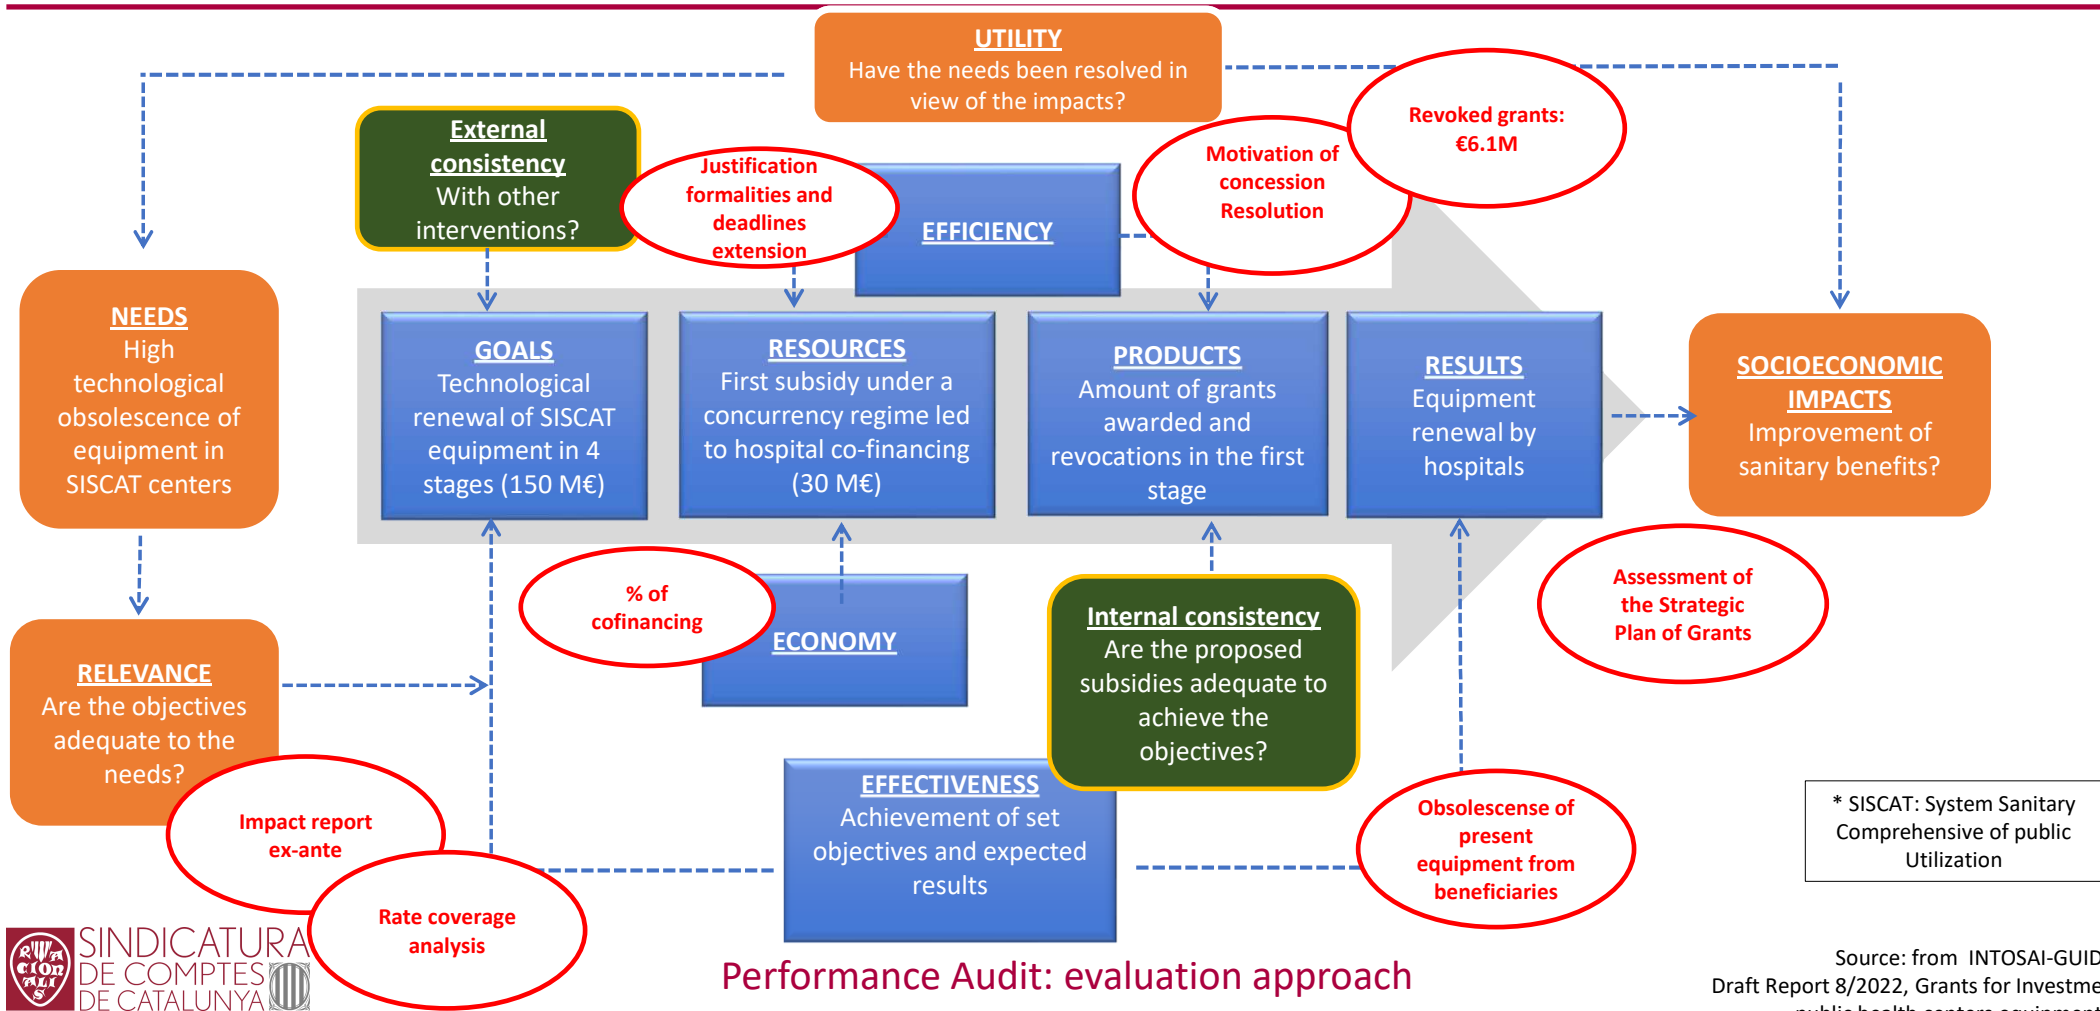 UTILITY
Have the needs been resolved in
view of the impacts?
External
consistency
With other
interventions?
Justification
formalities and
deadlines
extension
EFFICIENCY
Motivation of
concession
Resolution
Revoked grants:
€6.1M
NEEDS
High
technological
obsolescence of
equipment in
SISCAT centers
GOALS
Technological
renewal of SISCAT
equipment in 4
stages (150 M€)
RESOURCES
First subsidy under a
concurrency regime led
to hospital co-financing
(30 M€)
PRODUCTS
Amount of grants
awarded and
revocations in the first
stage
RESULTS
Equipment
renewal by
hospitals
SOCIOECONOMIC
IMPACTS
Improvement of
sanitary benefits?
% of
cofinancing
ECONOMY
Internal consistency
Are the proposed
subsidies adequate to
achieve the
objectives?
Assessment of
the Strategic
Plan of Grants
RELEVANCE
Are the objectives
adequate to the
needs?
Impact report
ex-ante
Rate coverage
analysis
EFFECTIVENESS
Achievement of set
objectives and expected
results
Obsolescense of
present
equipment from
beneficiaries
* SISCAT: System Sanitary
Comprehensive of public
Utilization
SINDICATURA
DE COMPTES
DE CATALUNYA
Performance Audit: evaluation approach
Source: from INTOSAI-GUID
Draft Report 8/2022, Grants for Investme
public health centers equipment